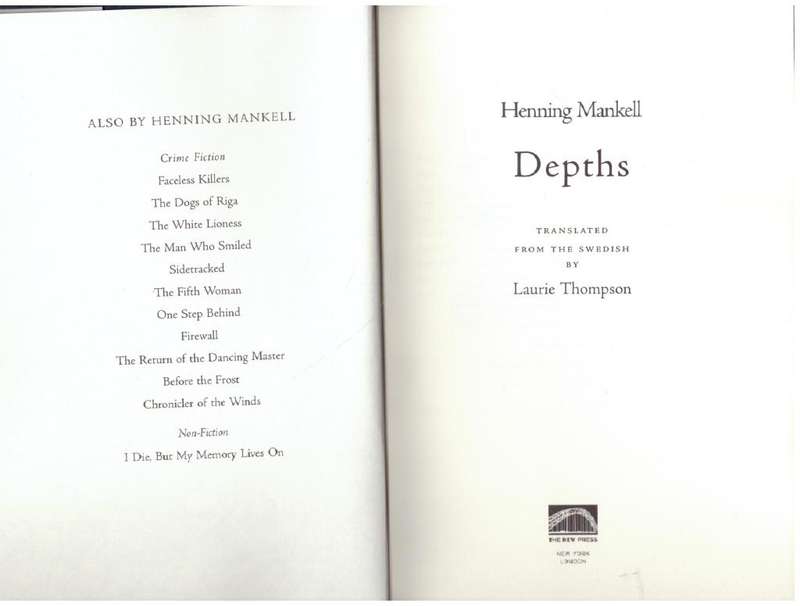 ALSO BY HENNING MANKELL
Crime Fiction
Faceless Killers
The Dogs of Riga
The White Lioness
The Man Who Smiled
Sidetracked
The Fifth Woman
One Step Behind
Firewall
The Return of the Dancing Master
Before the Frost
Chronicler of the Winds
Non-Fiction
I Die, But My Memory Lives On
Henning Mankell
Depths
TRANSLATED
FROM THE SWEDISH
BY
Laurie Thompson
THE NEW PRESS
NEW YORK
LONDON